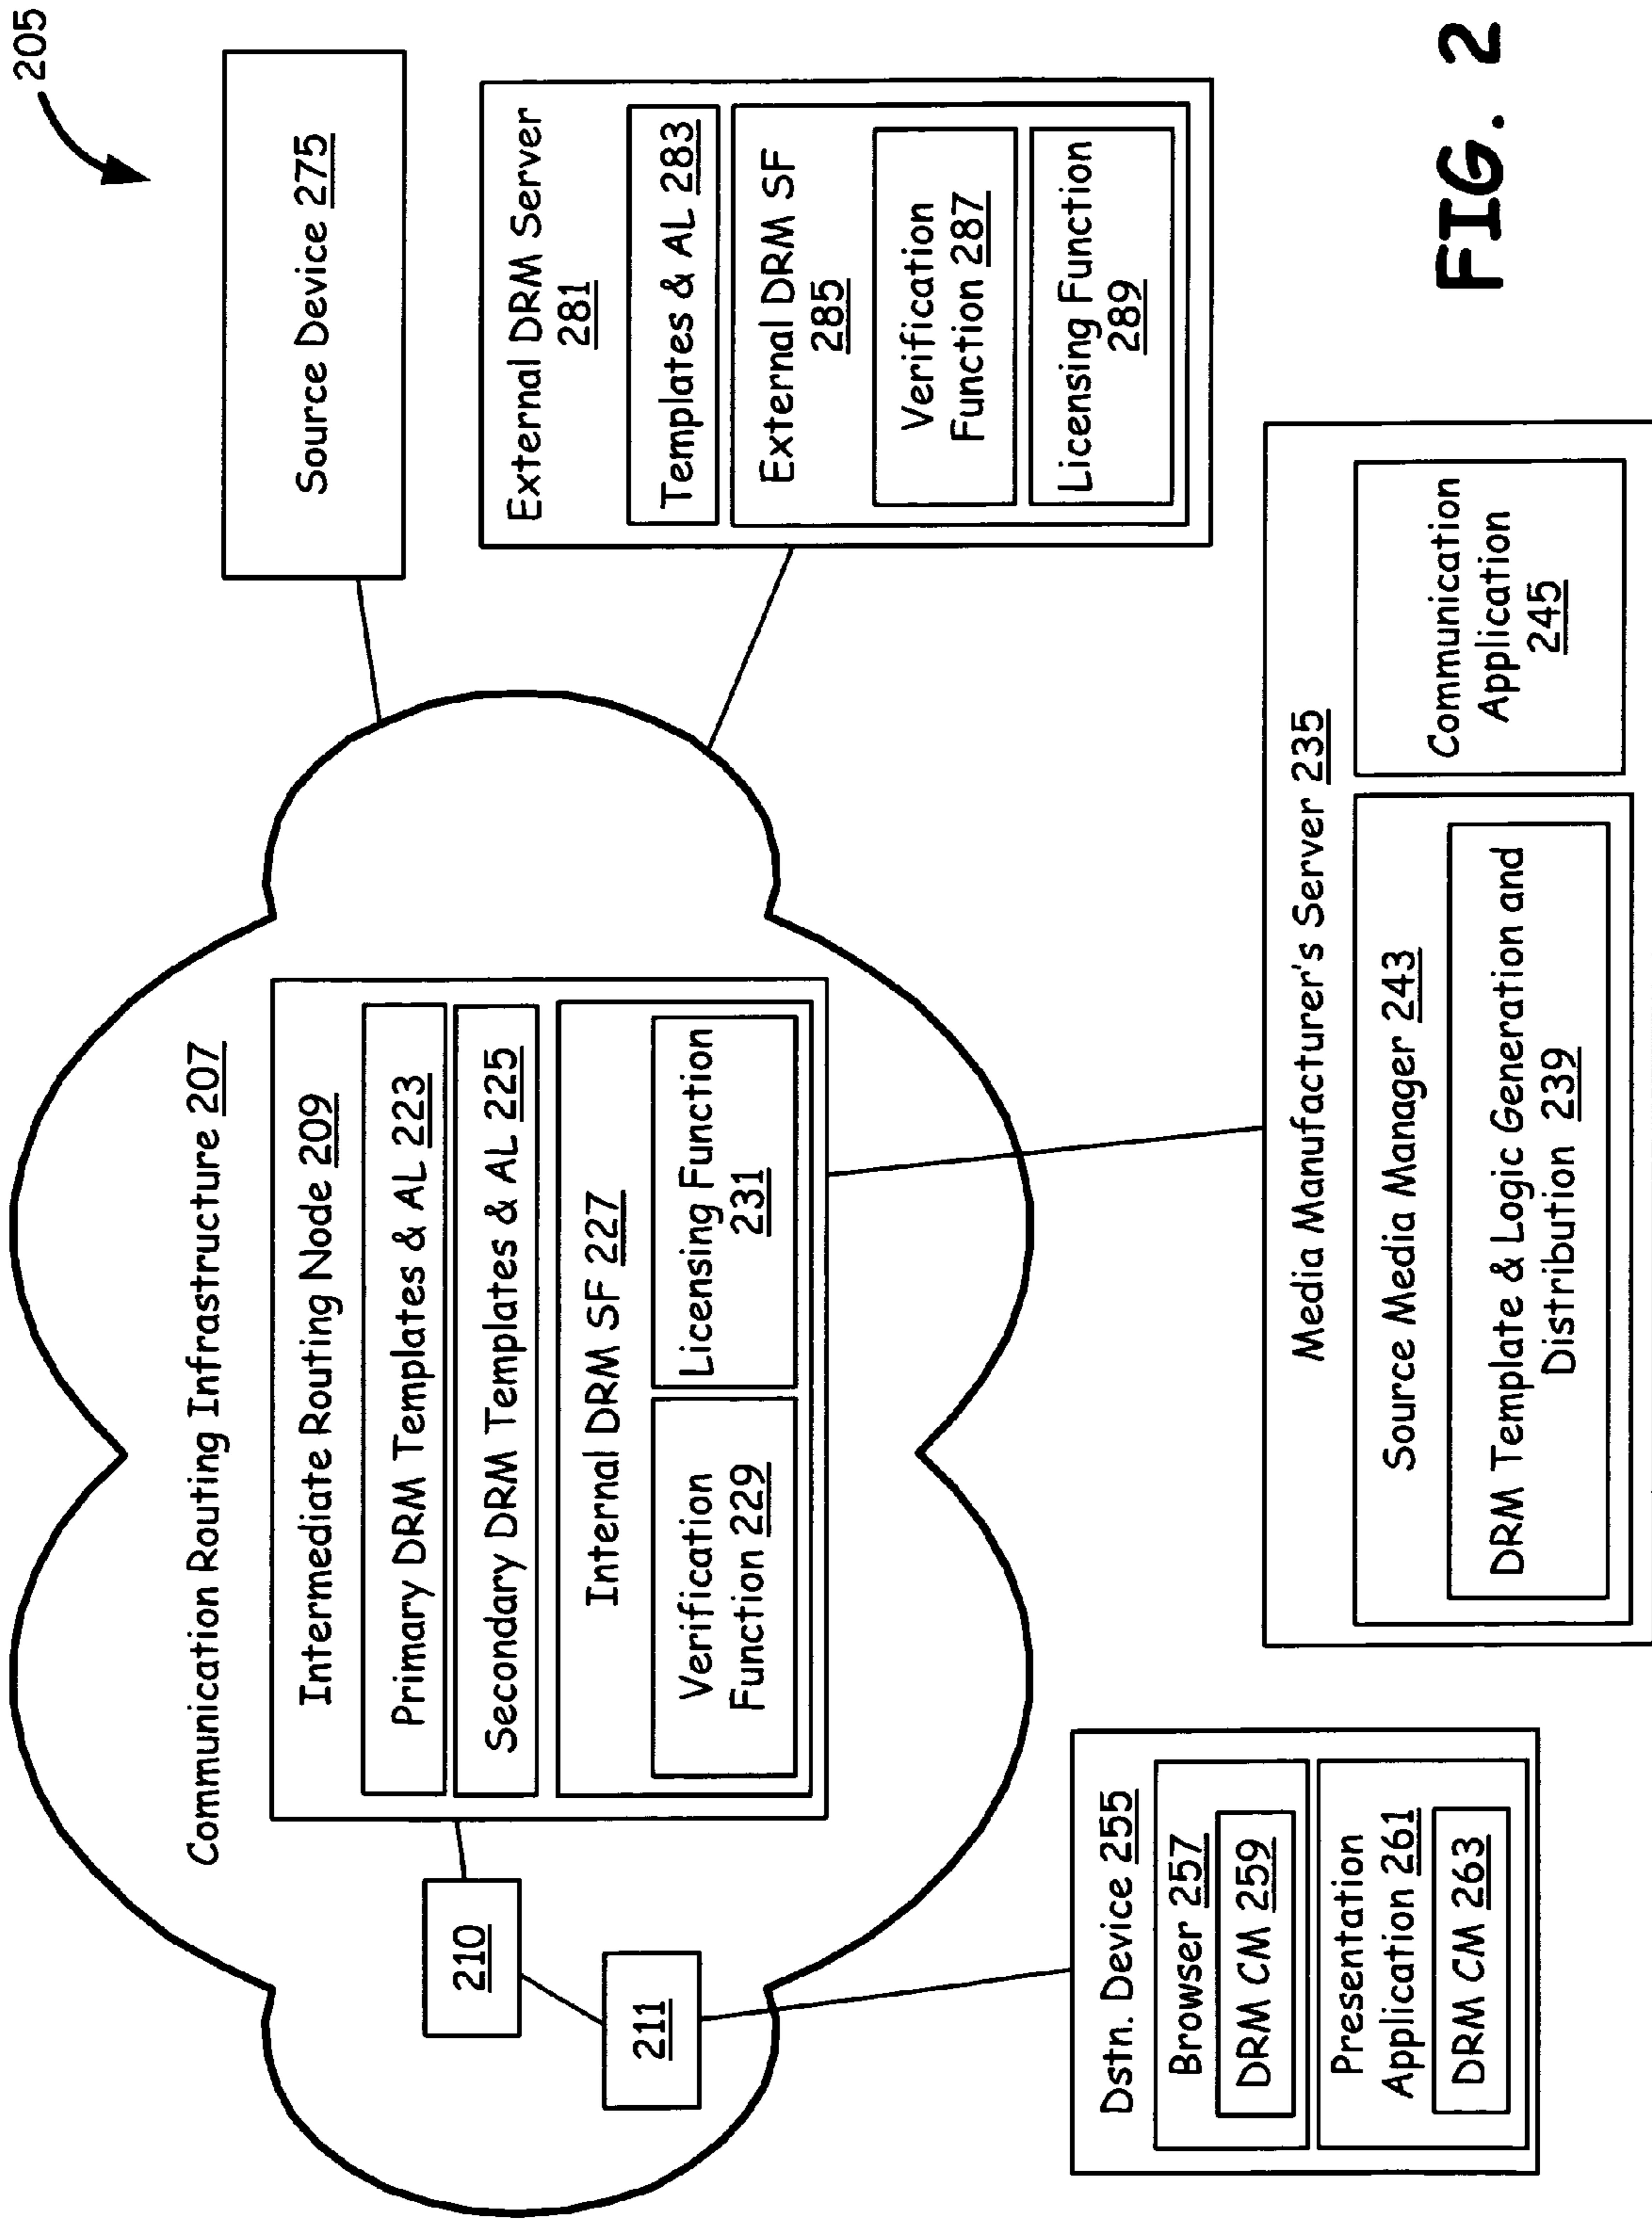 205
Communication Routing Infrastructure 207
Intermediate Routing Node 209
Primary DRM Templates & AL 223
Secondary DRM Templates & AL 225
Internal DRM SF 227
Verification
Function 229
Licensing Function
231
210
211
Source Device 275
External DRM Server
281
Templates & AL 283
External DRM SF
285
Verification
Function 287
Licensing Function
289
Dstn. Device 255
Browser 257
DRM CM 259
Presentation
Application 261
DRM CM 263
Media Manufacturer's Server 235
Source Media Manager 243
DRM Template & Logic Generation and
Distribution 239
Communication
Application
245
FIG. 2